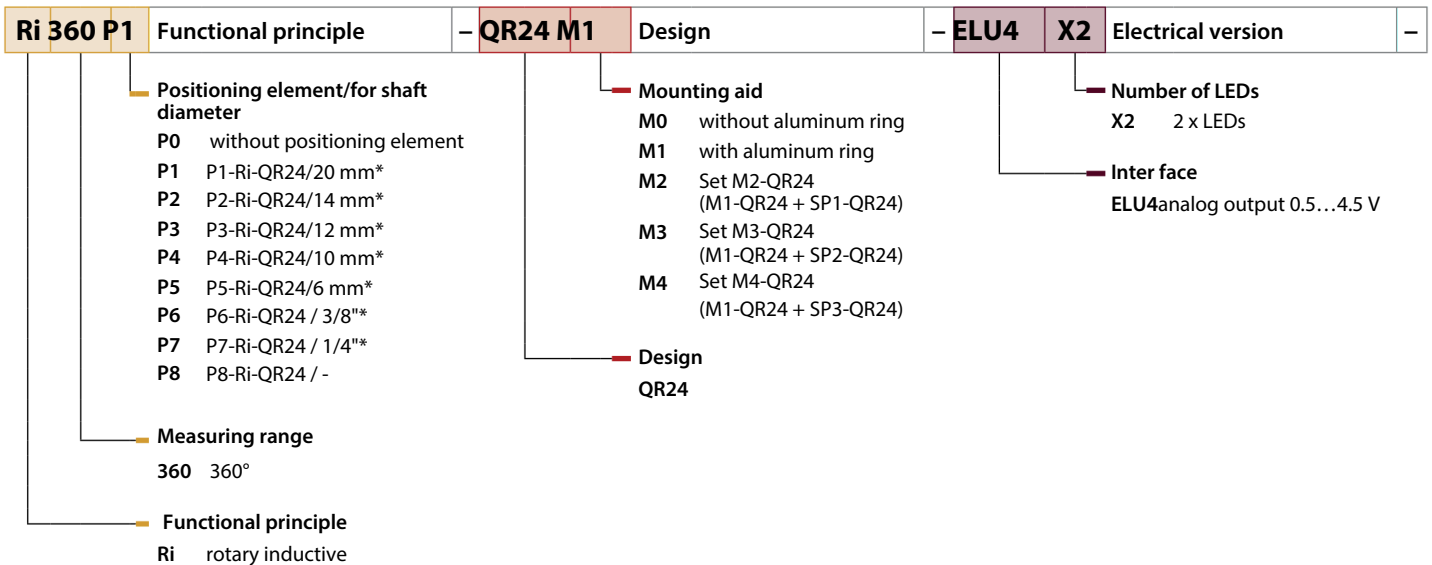 Ri 360 P1 Functional principle – QR24 M1 Design – ELU4 X2 Electrical version –
Positioning element/for shaft
diameter
P0 without positioning element
P1 P1-Ri-QR24/20 mm*
P2 P2-Ri-QR24/14 mm*
P3 P3-Ri-QR24/12 mm*
P4 P4-Ri-QR24/10 mm*
P5 P5-Ri-QR24/6 mm*
P6 P6-Ri-QR24 / 3/8"*
P7 P7-Ri-QR24 / 1/4"*
P8 P8-Ri-QR24 / -
Measuring range
360 360°
Functional principle
Ri rotary inductive
Mounting aid
M0 without aluminum ring
M1 with aluminum ring
M2 Set M2-QR24
(M1-QR24 + SP1-QR24)
M3 Set M3-QR24
(M1-QR24 + SP2-QR24)
M4 Set M4-QR24
(M1-QR24 + SP3-QR24)
Design
QR24
Number of LEDs
X2 2 x LEDs
Inter face
ELU4analog output 0.5…4.5 V